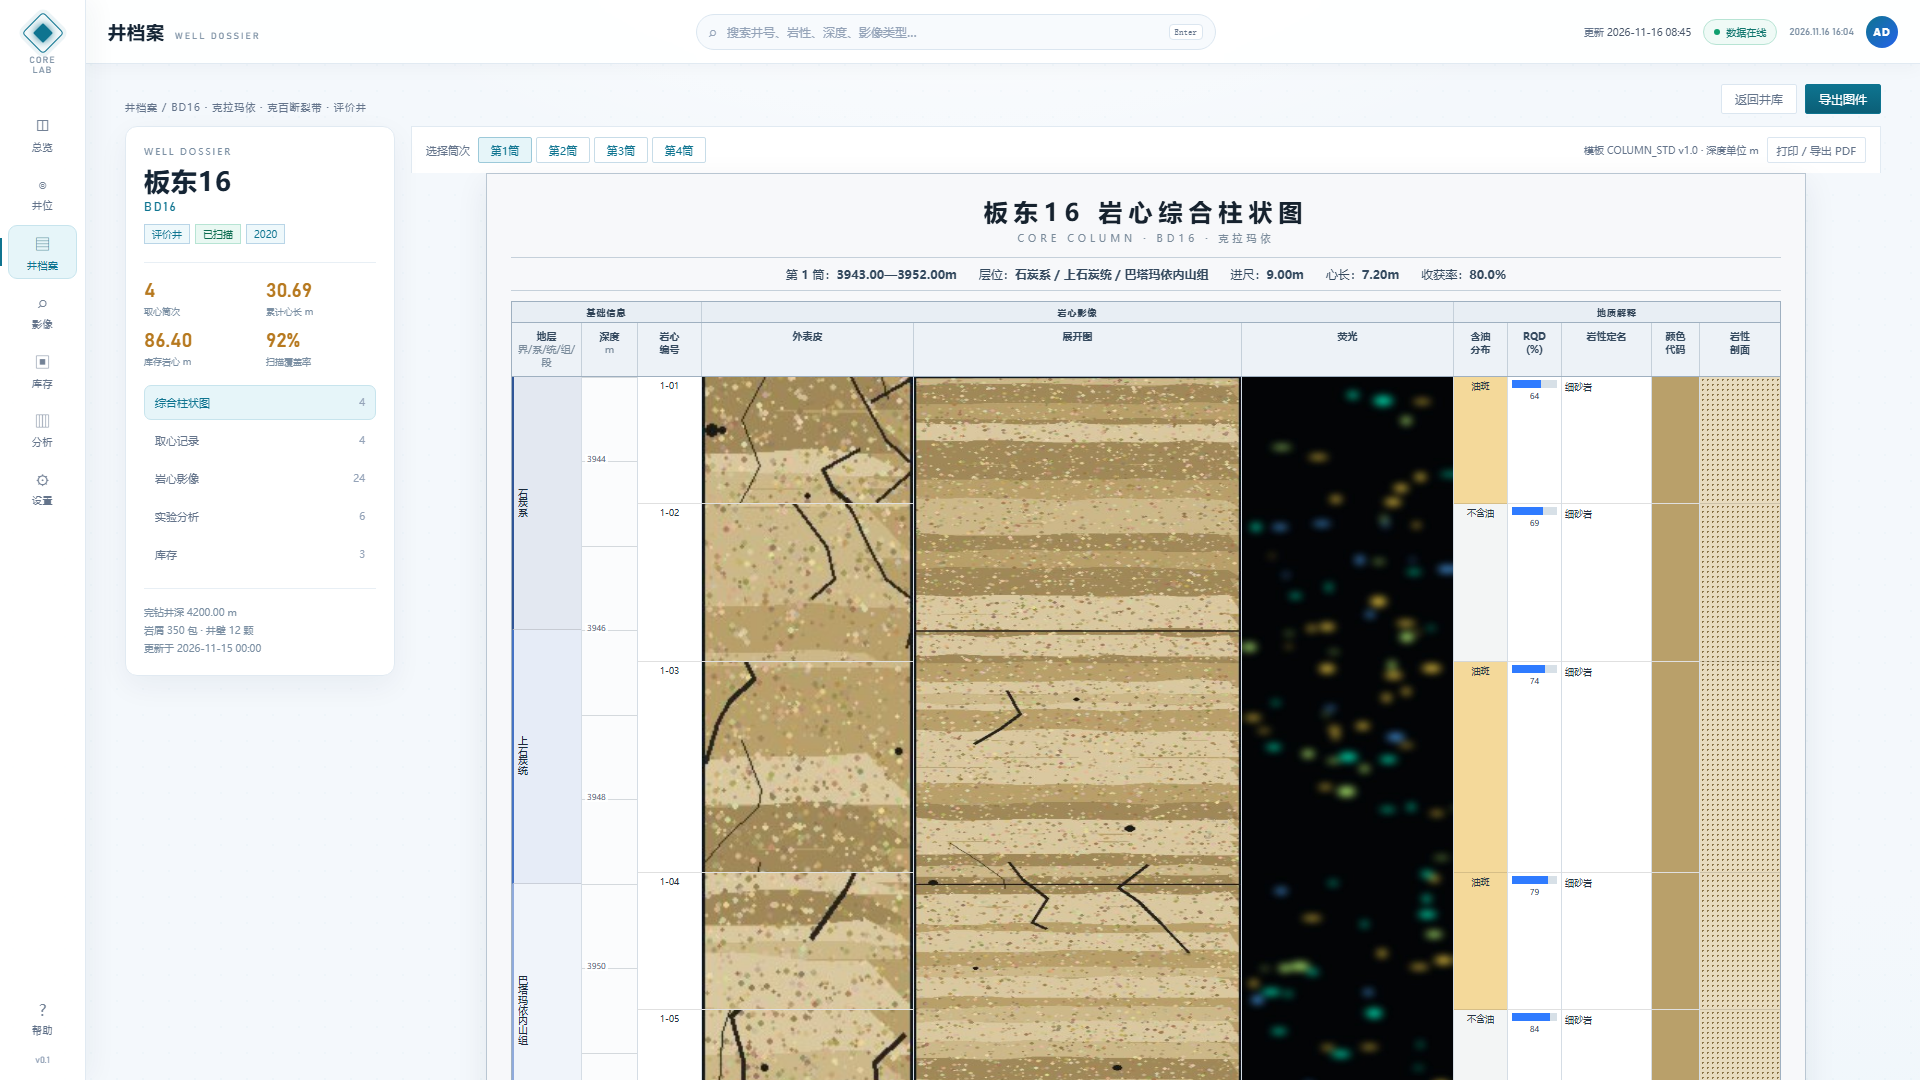 CORE
LAB
总览
井位
井档案
影像
库存
分析
设置
?
帮助
v0.1
井档案 WELL DOSSIER
搜索井号、岩性、深度、影像类型... Enter
更新 2026-11-16 08:45 数据在线 2026.11.16 16:04 AD
井档案 / BD16 · 克拉玛依 · 克百断裂带 · 评价井
返回井库 导出图件
WELL DOSSIER
板东16
BD16
评价井 已扫描 2020
4 30.69
取心筒次 累计心长 m
86.40 92%
库存岩心 m 扫描覆盖率
综合柱状图 4
取心记录 4
岩心影像 24
实验分析 6
库存 3
完钻井深 4200.00 m
岩屑 350 包 · 井壁 12 颗
更新于 2026-11-15 00:00
选择筒次 第1筒 第2筒 第3筒 第4筒
模板 COLUMN_STD v1.0 · 深度单位 m 打印 / 导出 PDF
板东16 岩心综合柱状图
CORE COLUMN · BD16 · 克拉玛依
第 1 筒: 3943.00—3952.00m 层位: 石炭系 / 上石炭统 / 巴塔玛依内山组 进尺: 9.00m 心长: 7.20m 收获率: 80.0%
基础信息 岩心影像 地质解释
地层 深度 岩心 外表皮 展开图 荧光 含油 RQD 岩性定名 颜色 岩性
界/系/统/组/ m 编号 分布 (%) 代码 剖面
段
1-01 油斑 64 细砂岩
3944
石炭系
1-02 不含油 69 细砂岩
3946
1-03 油斑 74 细砂岩
上石炭统
3948
1-04 油斑 79 细砂岩
3950
巴塔玛依内山组
1-05 不含油 84 细砂岩